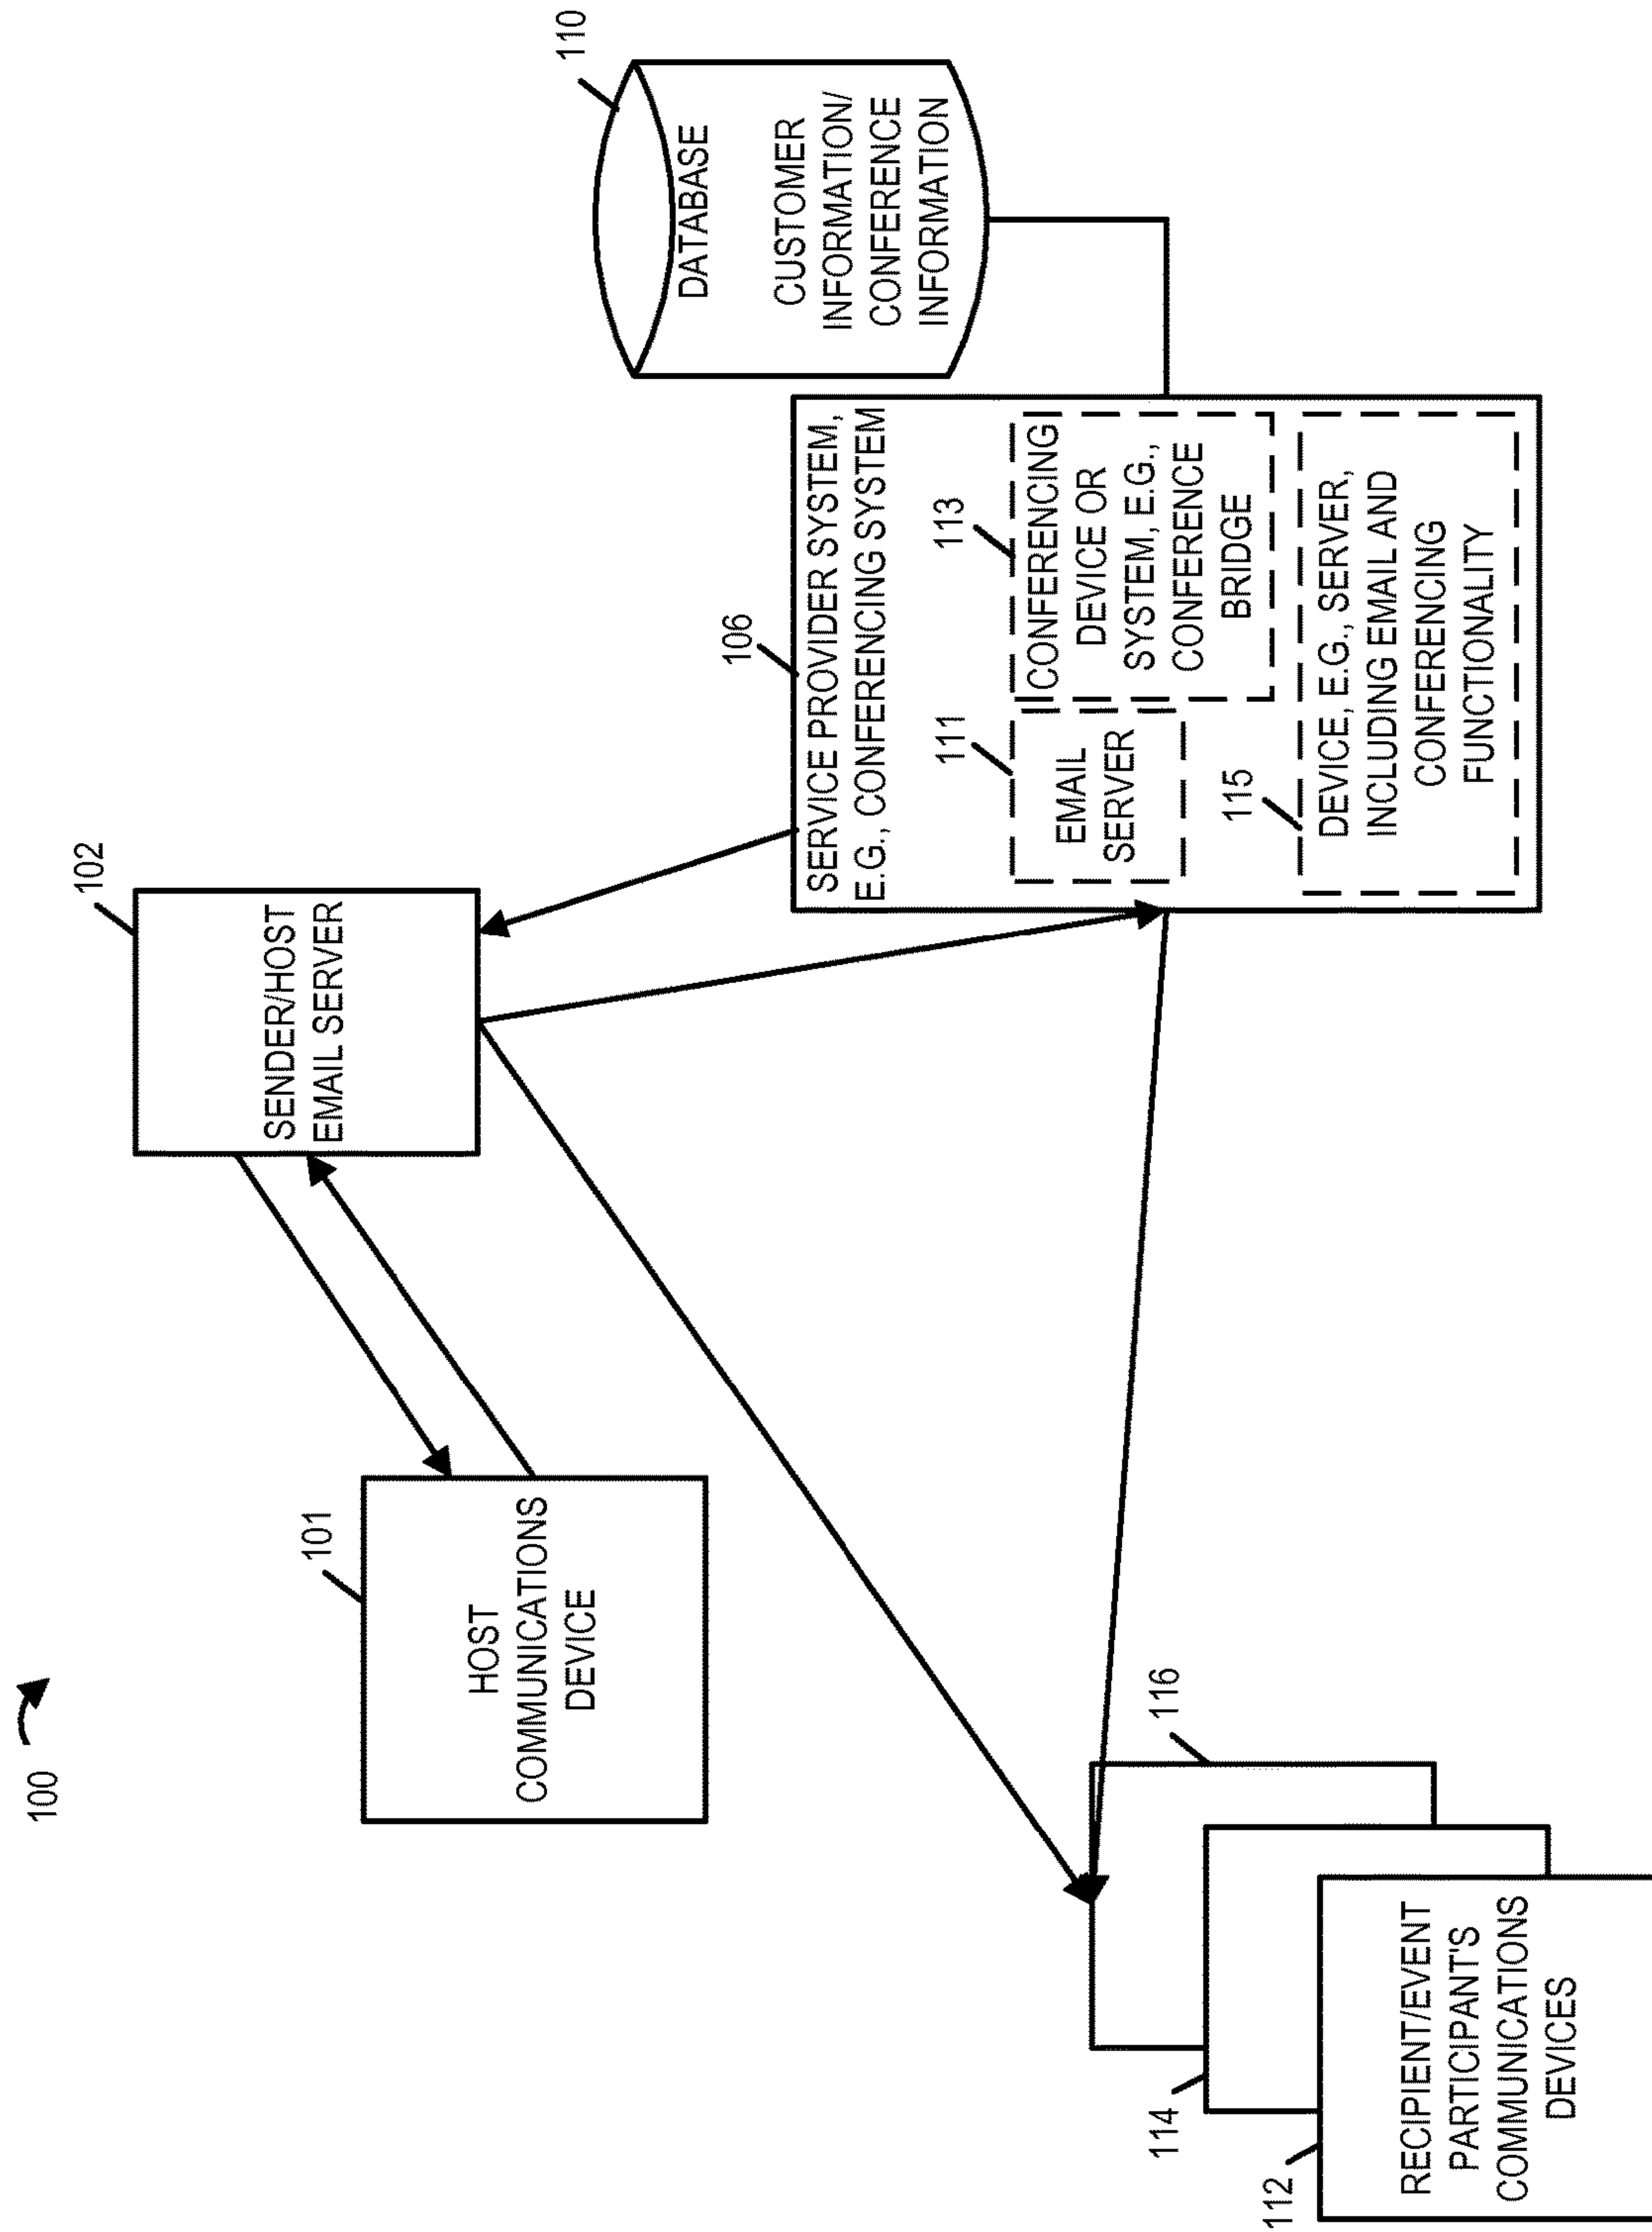 100
101
HOST
COMMUNICATIONS
DEVICE
102
SENDER/HOST
EMAIL SERVER
110
DATABASE
CUSTOMER
INFORMATION/
CONFERENCE
INFORMATION
106
SERVICE PROVIDER SYSTEM,
E.G., CONFERENCING SYSTEM
111
EMAIL
SERVER
113
CONFERENCING
DEVICE OR
SYSTEM, E.G.,
CONFERENCE
BRIDGE
115
DEVICE, E.G., SERVER,
INCLUDING EMAIL AND
CONFERENCING
FUNCTIONALITY
116
114
112
RECIPIENT/EVENT
PARTICIPANT'S
COMMUNICATIONS
DEVICES